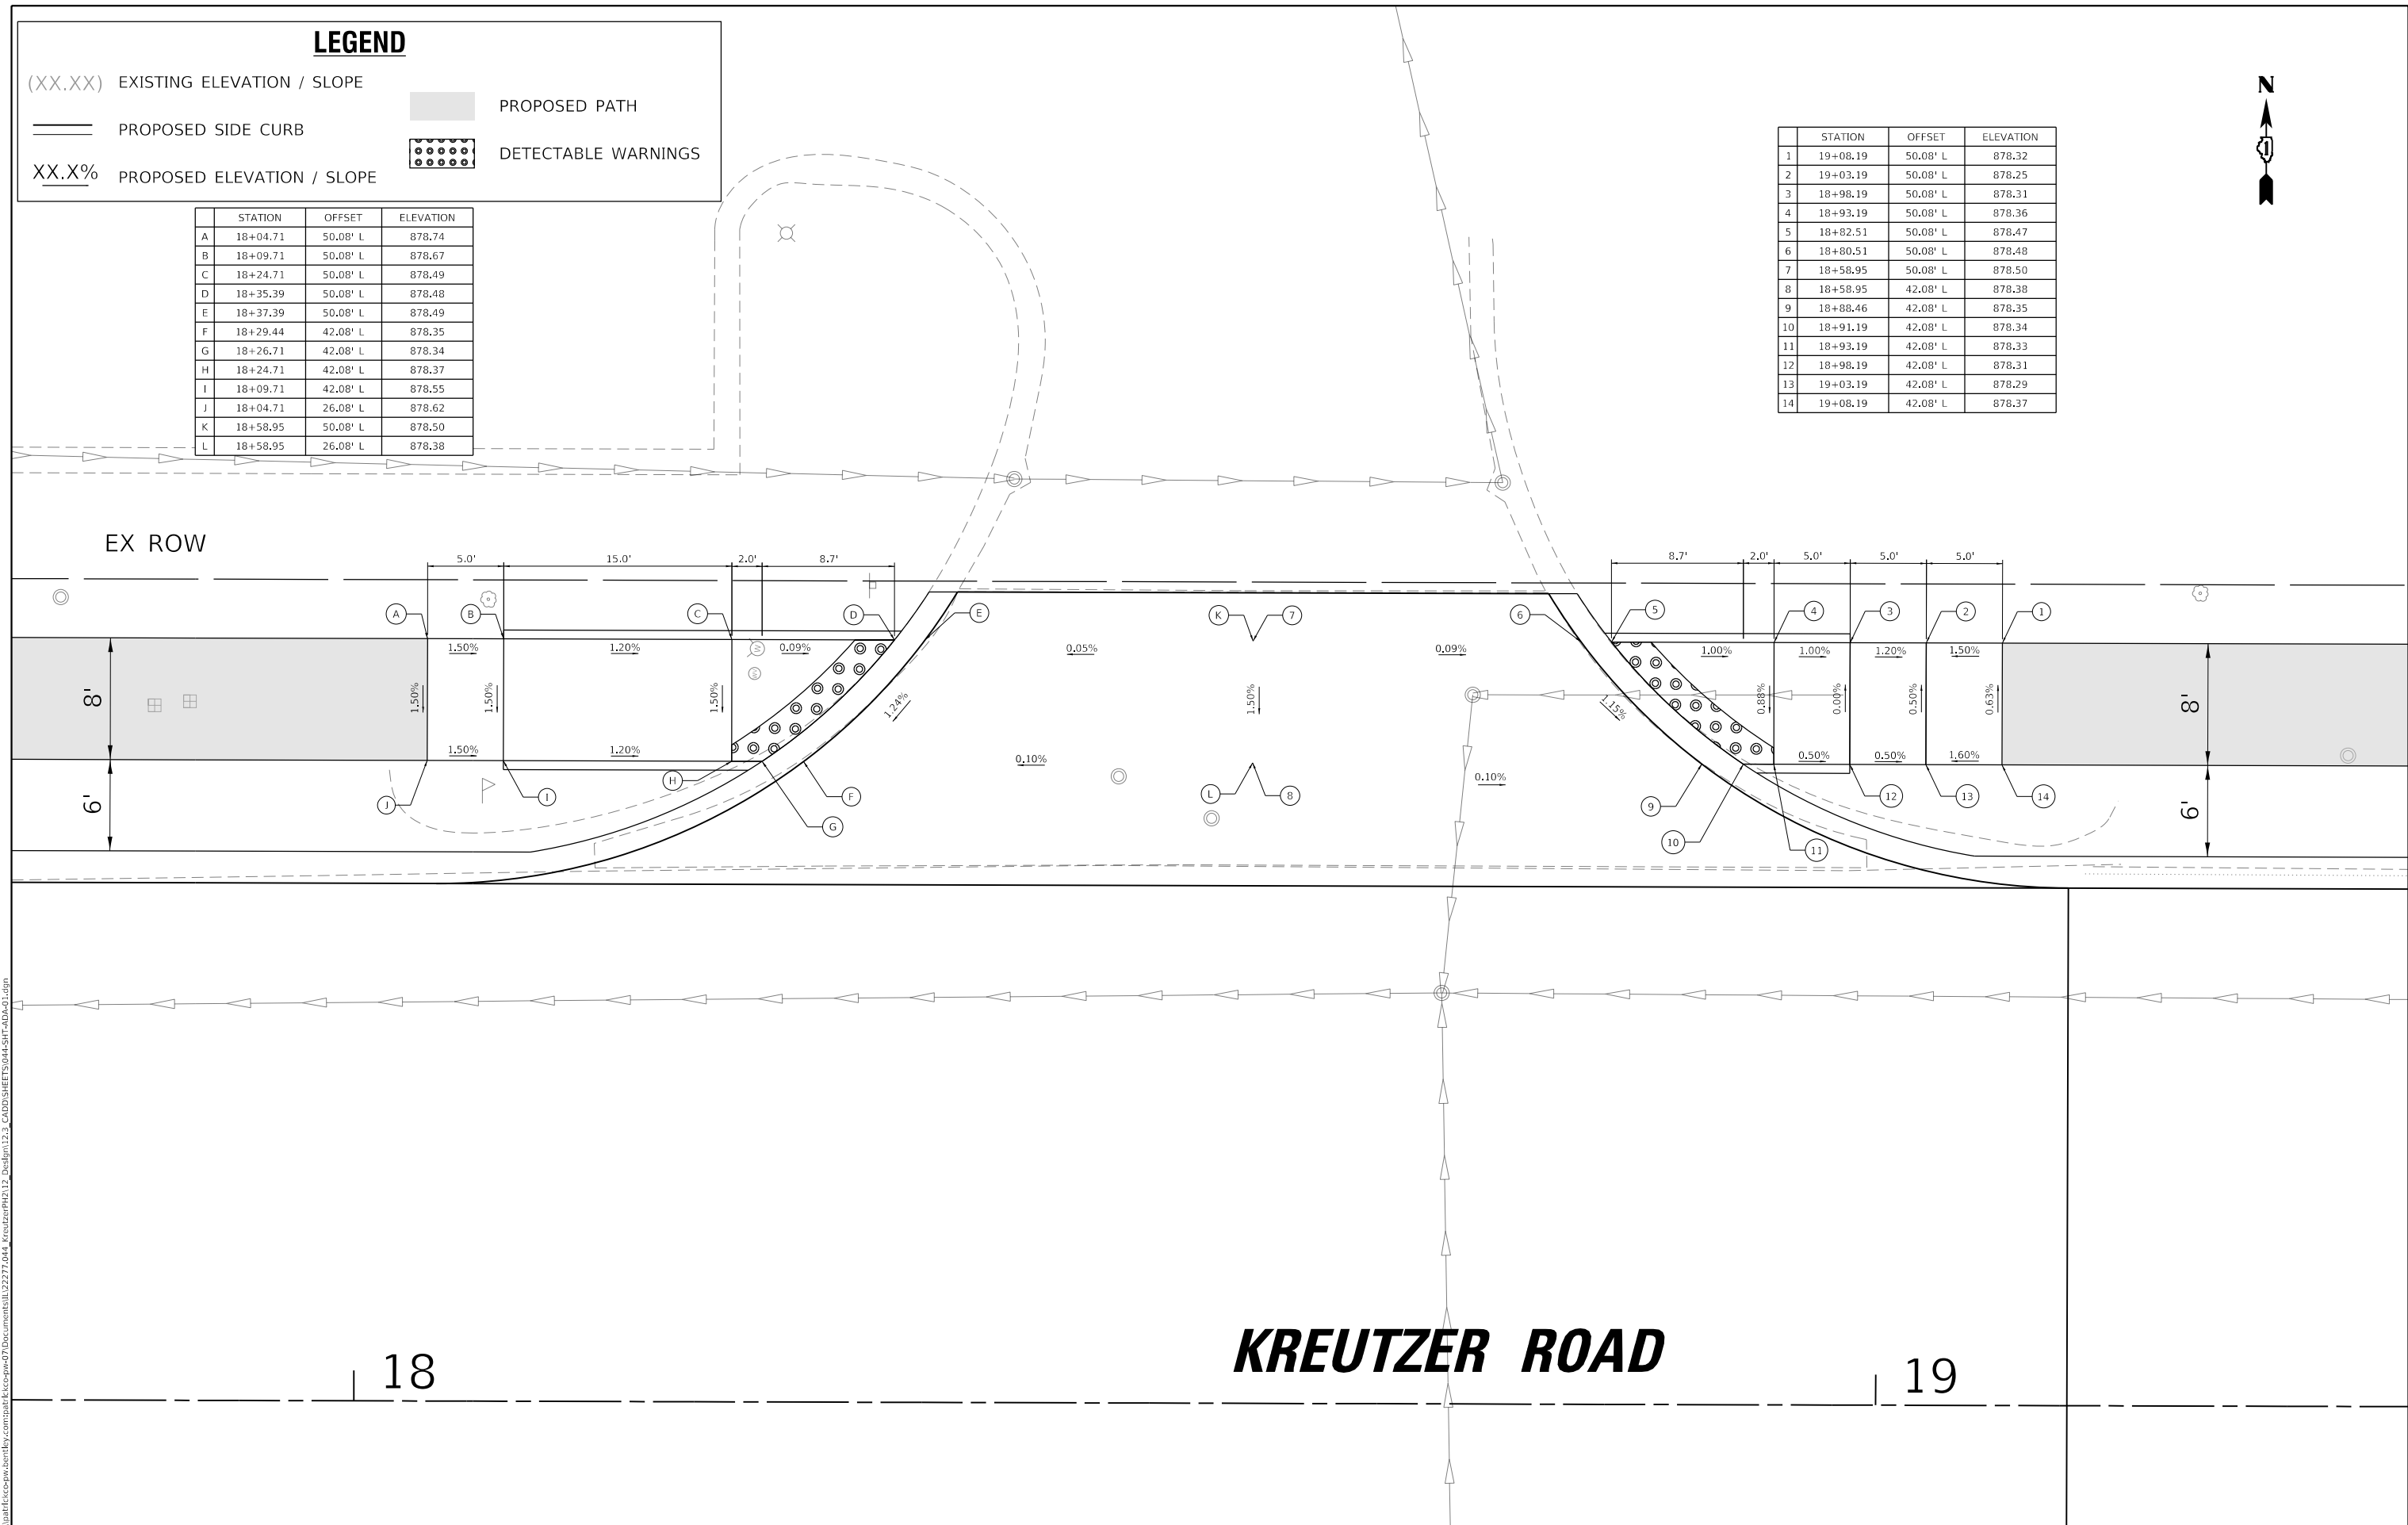 LEGEND
(XX.XX) EXISTING ELEVATION / SLOPE
PROPOSED SIDE CURB
XX.X% PROPOSED ELEVATION / SLOPE
PROPOSED PATH
DETECTABLE WARNINGS
N
STATION OFFSET ELEVATION
A 18+04.71 50.08' L 878.74
B 18+09.71 50.08' L 878.67
C 18+24.71 50.08' L 878.49
D 18+35.39 50.08' L 878.48
E 18+37.39 50.08' L 878.49
F 18+29.44 42.08' L 878.35
G 18+26.71 42.08' L 878.34
H 18+24.71 42.08' L 878.37
I 18+09.71 42.08' L 878.55
J 18+04.71 26.08' L 878.62
K 18+58.95 50.08' L 878.50
L 18+58.95 26.08' L 878.38
STATION OFFSET ELEVATION
1 19+08.19 50.08' L 878.32
2 19+03.19 50.08' L 878.25
3 18+98.19 50.08' L 878.31
4 18+93.19 50.08' L 878.36
5 18+82.51 50.08' L 878.47
6 18+80.51 50.08' L 878.48
7 18+58.95 50.08' L 878.50
8 18+58.95 42.08' L 878.38
9 18+88.46 42.08' L 878.35
10 18+91.19 42.08' L 878.34
11 18+93.19 42.08' L 878.33
12 18+98.19 42.08' L 878.31
13 19+03.19 42.08' L 878.29
14 19+08.19 42.08' L 878.37
EX ROW
5.0' 15.0' 2.0' 8.7' 8.7' 2.0' 5.0' 5.0' 5.0'
A B C D E K 7 6 5 4 3 2 1
1.50% 1.20% 0.09% 0.05% 0.09% 1.00% 1.00% 1.20% 1.50%
W
W
8' 1.50% 1.50% 1.50% 1.24% 1.50% 1.15% 0.88% 0.00% 0.50% 0.63% 8'
1.50% 1.20% 0.10% 0.10% 0.50% 0.50% 1.60%
6' J I H G F L 8 9 10 11 12 13 14 6'
KREUTZER ROAD
18 19